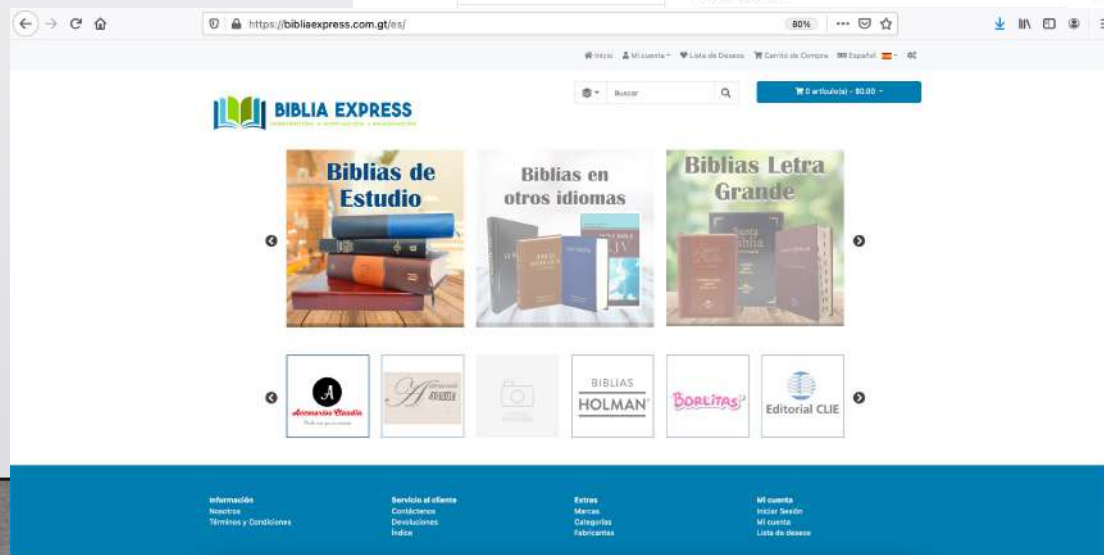 https://bibliaexpress.com.gt/es/
80%
Inicio Mi cuenta Lista de Deseos Carrito de Compra Español
Buscar
0 artículo(s) - $0.00
BIBLIA EXPRESS
Biblias de
Estudio
Biblias en
otros idiomas
Biblias Letra
Grande
Santa
Biblia
A
Accesorios Claudia
BIBLIAS
HOLMAN
BORLITAS
Editorial CLIE
Información
Nosotros
Términos y Condiciones
Servicio al cliente
Contáctenos
Devoluciones
Índice
Extras
Marcas
Categorías
Fabricantes
Mi cuenta
Iniciar Sesión
Mi cuenta
Lista de deseos